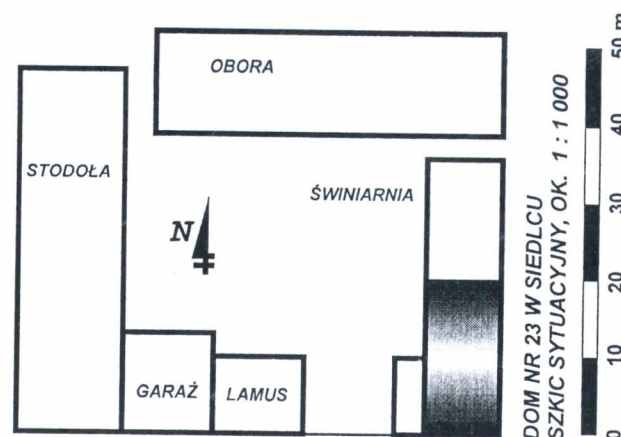 OBORA
STODOŁA
ŚWINIARNIA
N
GARAŻ
LAMUS
DOM NR 23 W SIEDLCU
SZKIC SYTUACYJNY, OK. 1 : 1 000
0
10
20
30
40
50 m